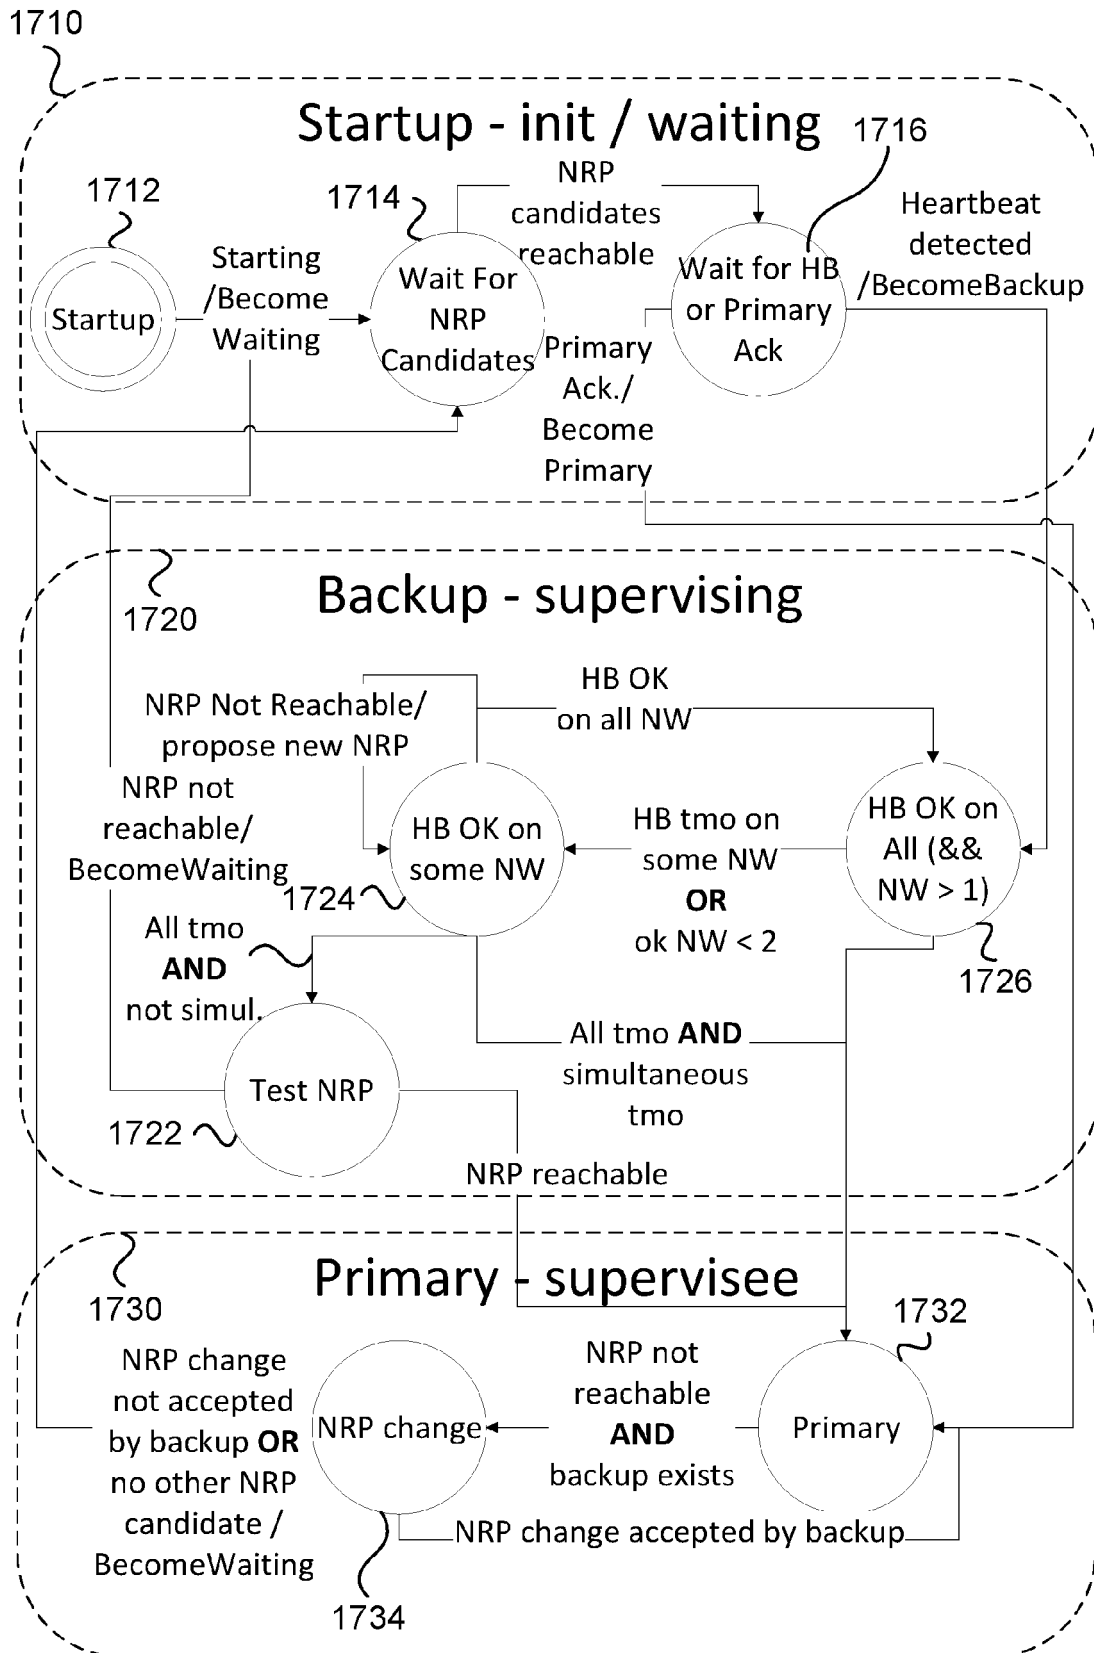 1710
Startup - init / waiting
1716
1712
1714
NRP
candidates
reachable
Heartbeat
detected
/BecomeBackup
Starting
/Become
Waiting
Startup
Wait For
NRP
Candidates
Wait for HB
or Primary
Ack
Primary
Ack./
Become
Primary
1720
Backup - supervising
NRP Not Reachable/
propose new NRP
HB OK
on all NW
NRP not
reachable/
BecomeWaiting
HB OK on
some NW
HB tmo on
some NW
OR
ok NW < 2
HB OK on
All (&&
NW > 1)
1724
1726
All tmo
AND
not simul.
All tmo AND
simultaneous
tmo
Test NRP
1722
NRP reachable
1730
Primary - supervisee
1732
NRP change
not accepted
by backup OR
no other NRP
candidate /
BecomeWaiting
NRP change
NRP not
reachable
AND
backup exists
Primary
NRP change accepted by backup
1734